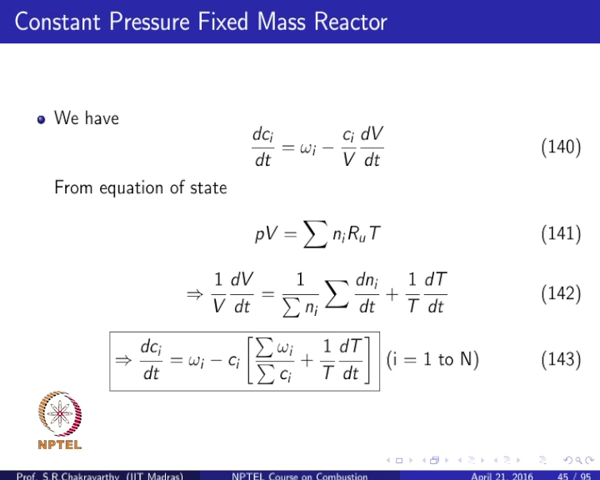 Constant Pressure Fixed Mass Reactor
We have
dc_i/dt = ω_i − c_i/V dV/dt (140)
From equation of state
pV = ∑ n_i R_u T (141)
⇒ 1/V dV/dt = 1/∑ n_i ∑ dn_i/dt + 1/T dT/dt (142)
⇒ dc_i/dt = ω_i − c_i [∑ ω_i/∑ c_i + 1/T dT/dt] (i = 1 to N) (143)
NPTEL
Prof. S.R.Chakravarthy (IIT Madras) NPTEL Course on Combustion April 21, 2016 45 / 95